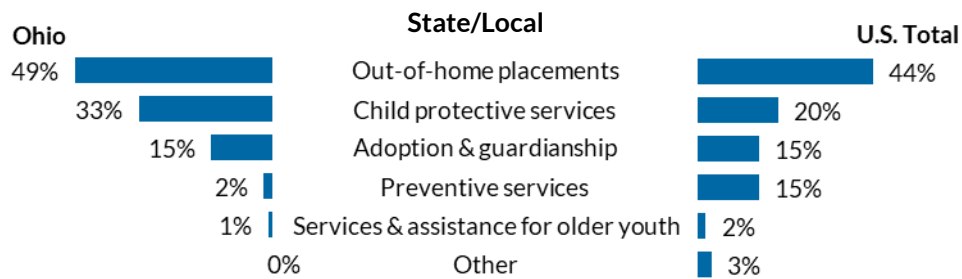 State/Local
Ohio U.S. Total
49% Out-of-home placements 44%
33% Child protective services 20%
15% Adoption & guardianship 15%
2% Preventive services 15%
1% Services & assistance for older youth 2%
0% Other 3%